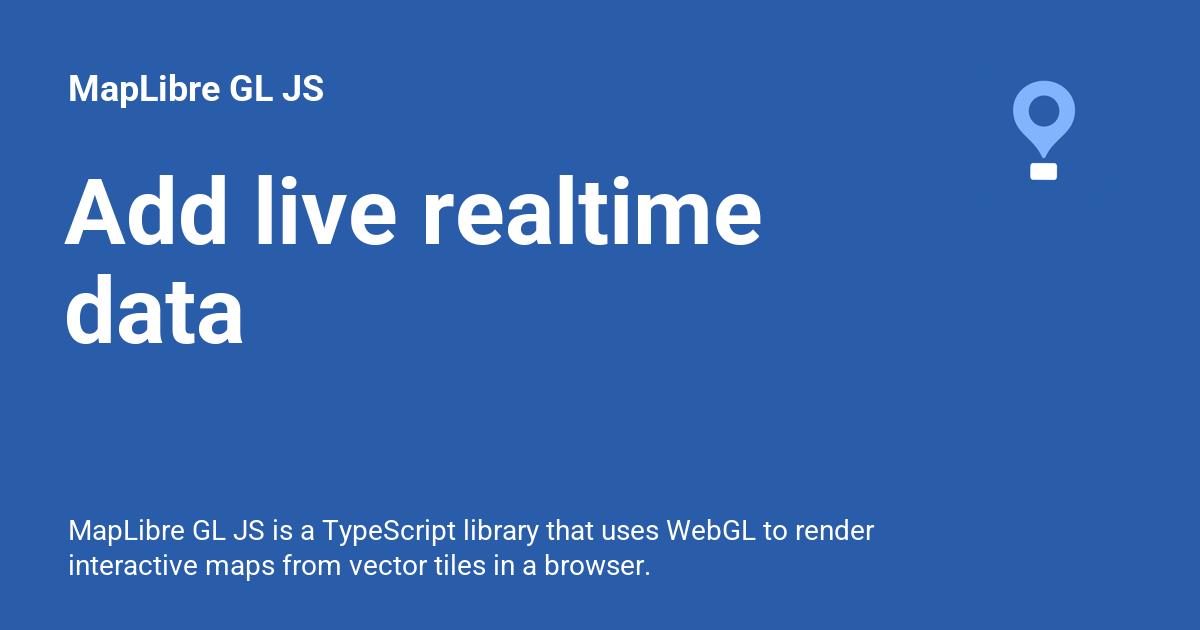 MapLibre GL JS
Add live realtime
data
MapLibre GL JS is a TypeScript library that uses WebGL to render
interactive maps from vector tiles in a browser.